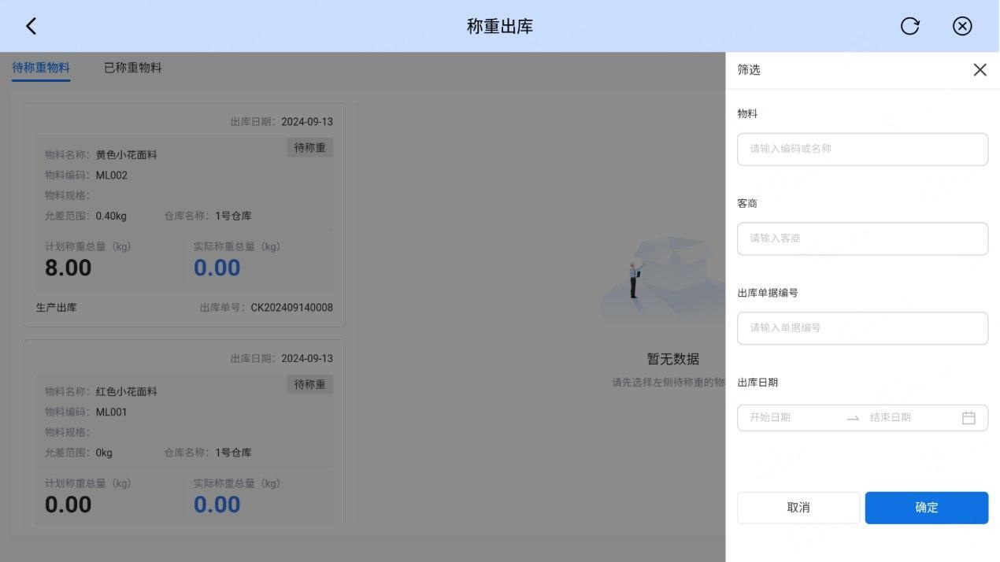 称重出库
待称重物料
已称重物料
出库日期：2024-09-13
待称重
物料名称：黄色小花面料
物料编码：ML002
物料规格：
允差范围：0.40kg 仓库名称：1号仓库
计划称重总量（kg） 实际称重总量（kg）
8.00 0.00
生产出库 出库单号：CK202409140008
出库日期：2024-09-13
待称重
物料名称：红色小花面料
物料编码：ML001
物料规格：
允差范围：0kg 仓库名称：1号仓库
计划称重总量（kg） 实际称重总量（kg）
0.00 0.00
暂无数据
请先选择左侧待称重的物
筛选
物料
请输入编码或名称
客商
请输入客商
出库单据编号
请输入单据编号
出库日期
开始日期 结束日期
取消 确定